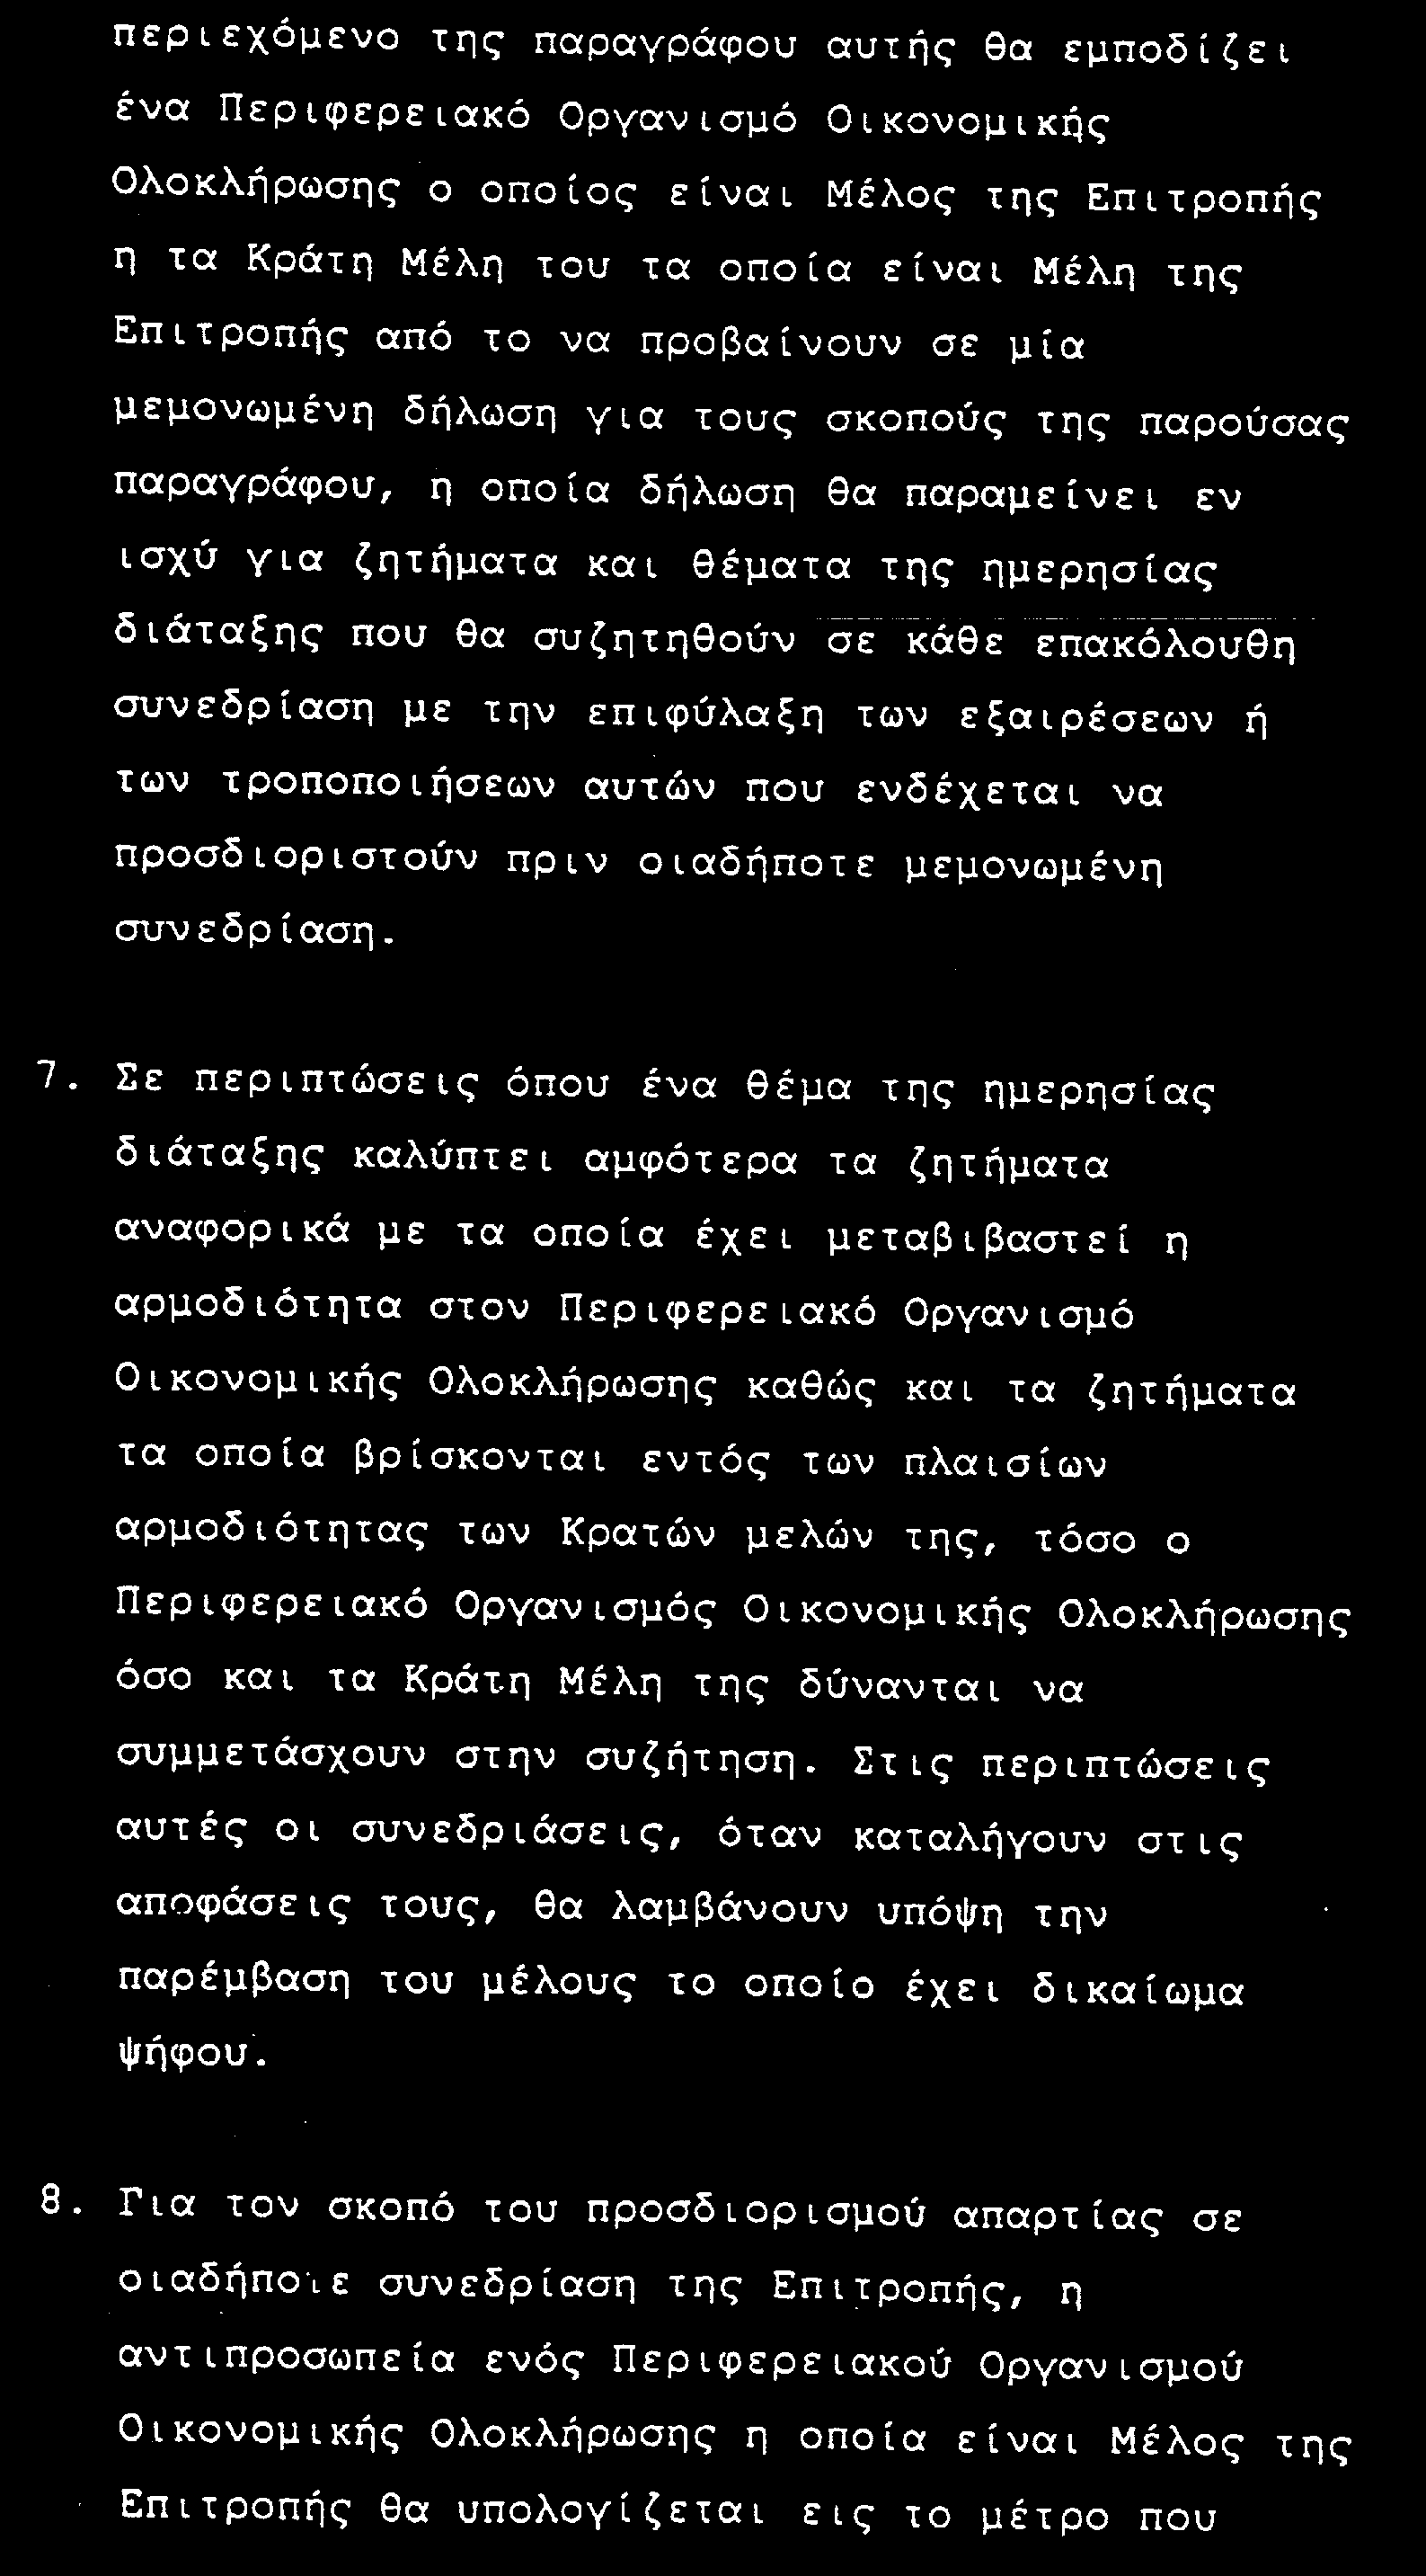 περιεχόμενο της παραγράφου αυτής θα εμποδίζει
ένα Περιφερειακό Οργανισμό Οικονομικής
Ολοκλήρωσης ο οποίος είναι Μέλος της Επιτροπής
η τα Κράτη Μέλη του τα οποία είναι Μέλη της
Επιτροπής από το να προβαίνουν σε μία
μεμονωμένη δήλωση για τους σκοπούς της παρούσας
παραγράφου, η οποία δήλωση θα παραμείνει εν
ισχύ για ζητήματα και θέματα της ημερησίας
διάταξης που θα συζητηθούν σε κάθε επακόλουθη
συνεδρίαση με την επιφύλαξη των εξαιρέσεων ή
των τροποποιήσεων αυτών που ενδέχεται να
προσδιοριστούν πριν οιαδήποτε μεμονωμένη
συνεδρίαση.
7. Σε περιπτώσεις όπου ένα θέμα της ημερησίας
διάταξης καλύπτει αμφότερα τα ζητήματα
αναφορικά με τα οποία έχει μεταβιβαστεί η
αρμοδιότητα στον Περιφερειακό Οργανισμό
Οικονομικής Ολοκλήρωσης καθώς και τα ζητήματα
τα οποία βρίσκονται εντός των πλαισίων
αρμοδιότητας των Κρατών μελών της, τόσο ο
Περιφερειακό Οργανισμός Οικονομικής Ολοκλήρωσης
όσο και τα Κράτη Μέλη της δύνανται να
συμμετάσχουν στην συζήτηση. Στις περιπτώσεις
αυτές οι συνεδριάσεις, όταν καταλήγουν στις
αποφάσεις τους, θα λαμβάνουν υπόψη την
παρέμβαση του μέλους το οποίο έχει δικαίωμα
ψήφου.
8. Για τον σκοπό του προσδιορισμού απαρτίας σε
οιαδήποτε συνεδρίαση της Επιτροπής, η
αντιπροσωπεία ενός Περιφερειακού Οργανισμού
Οικονομικής Ολοκλήρωσης η οποία είναι Μέλος της
Επιτροπής θα υπολογίζεται εις το μέτρο που